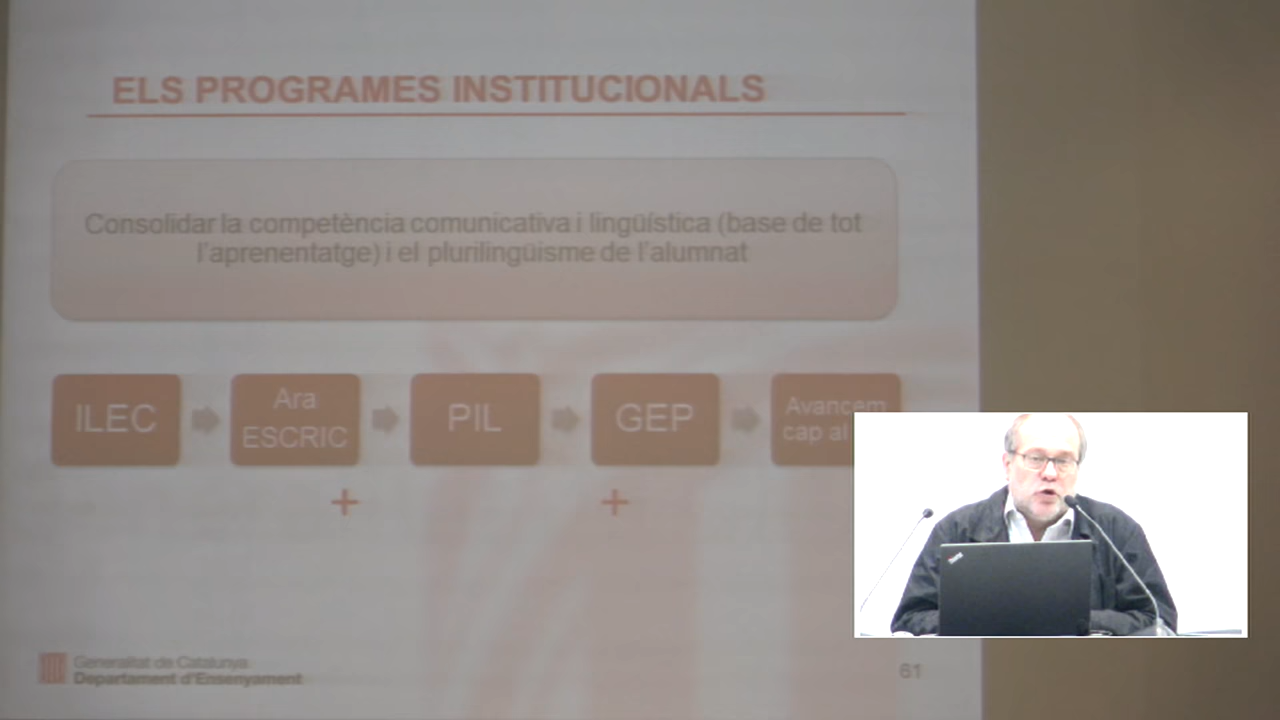 ELS PROGRAMES INSTITUCIONALS
Consolidar la competència comunicativa i lingüística (base de tot
l'aprenentatge) i el plurilingüisme de l'alumnat
ILEC
Ara
ESCRIC
PIL
GEP
Avancem
cap al
+
+
Generalitat de Catalunya
Departament d'Ensenyament
61